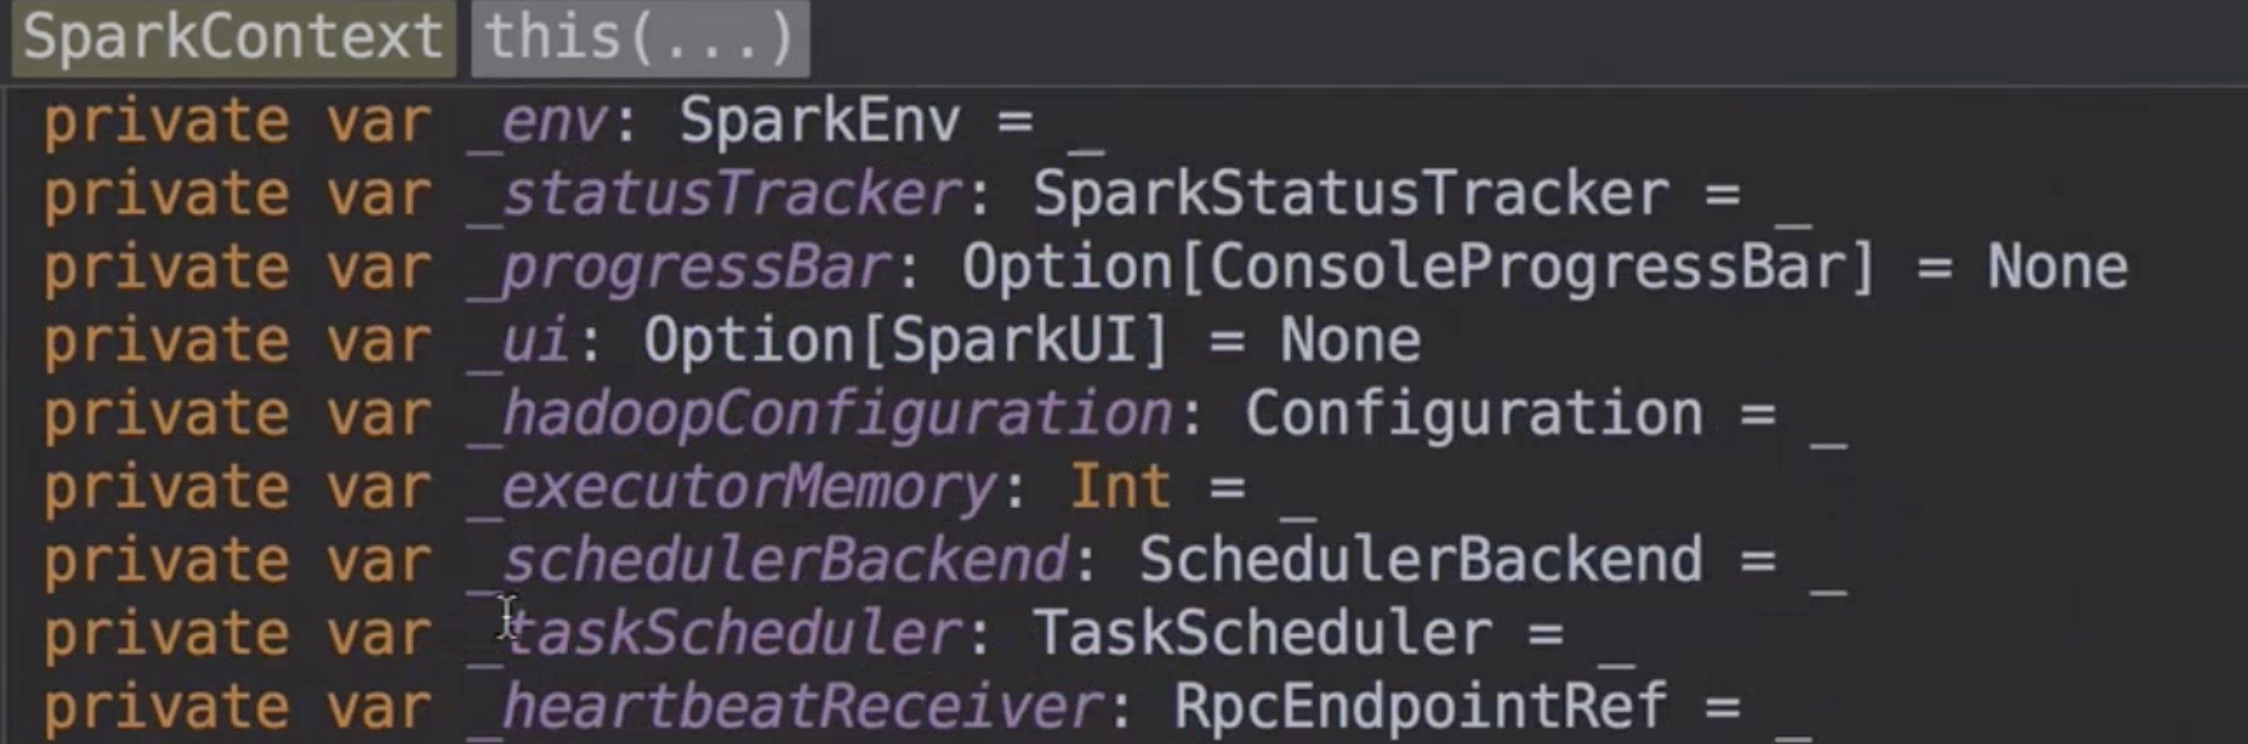 SparkContext this(...)
private var _env: SparkEnv = _
private var _statusTracker: SparkStatusTracker = _
private var _progressBar: Option[ConsoleProgressBar] = None
private var _ui: Option[SparkUI] = None
private var _hadoopConfiguration: Configuration = _
private var _executorMemory: Int = _
private var _schedulerBackend: SchedulerBackend = _
private var _taskScheduler: TaskScheduler = _
private var _heartbeatReceiver: RpcEndpointRef = _